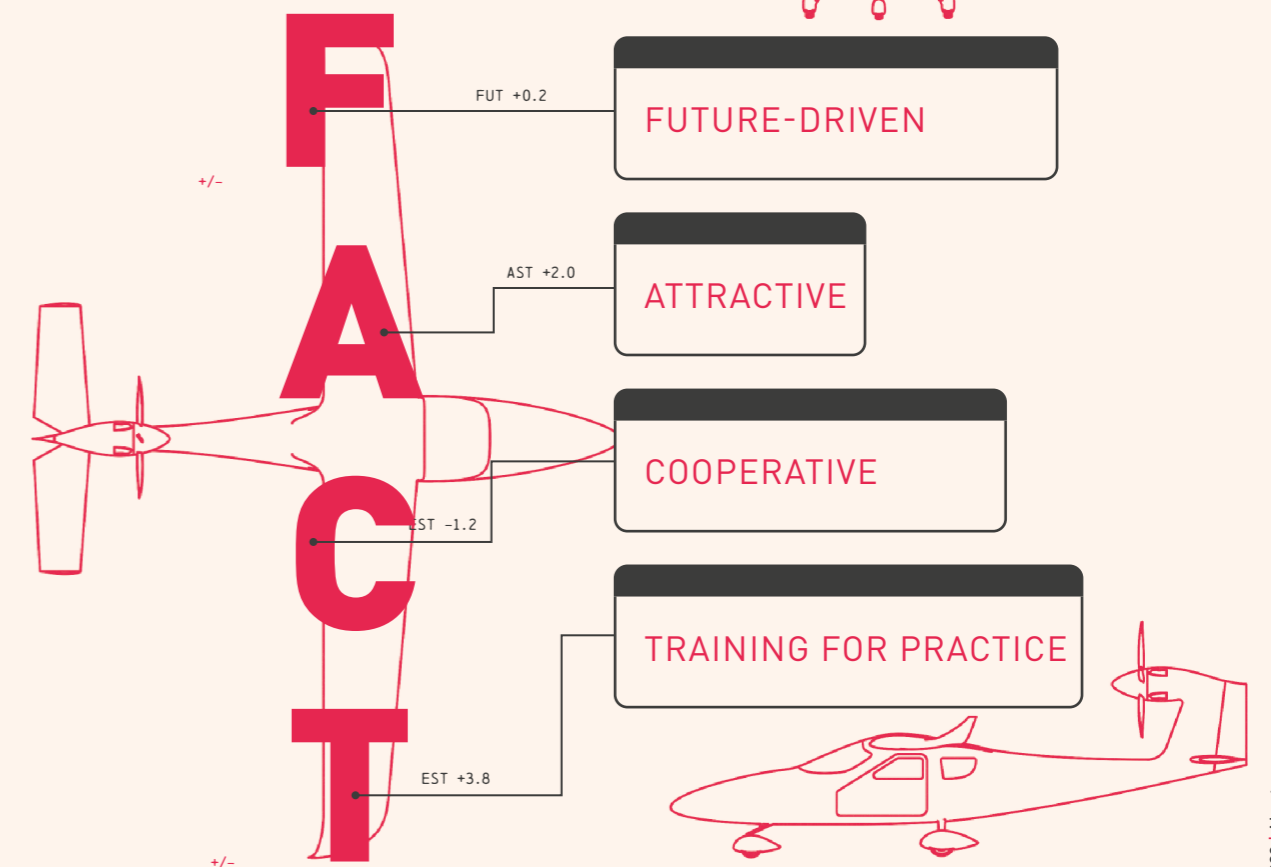 F
FUT +0.2
FUTURE-DRIVEN
+/-
A
AST +2.0
ATTRACTIVE
C
EST -1.2
COOPERATIVE
T
EST +3.8
TRAINING FOR PRACTICE
+/-